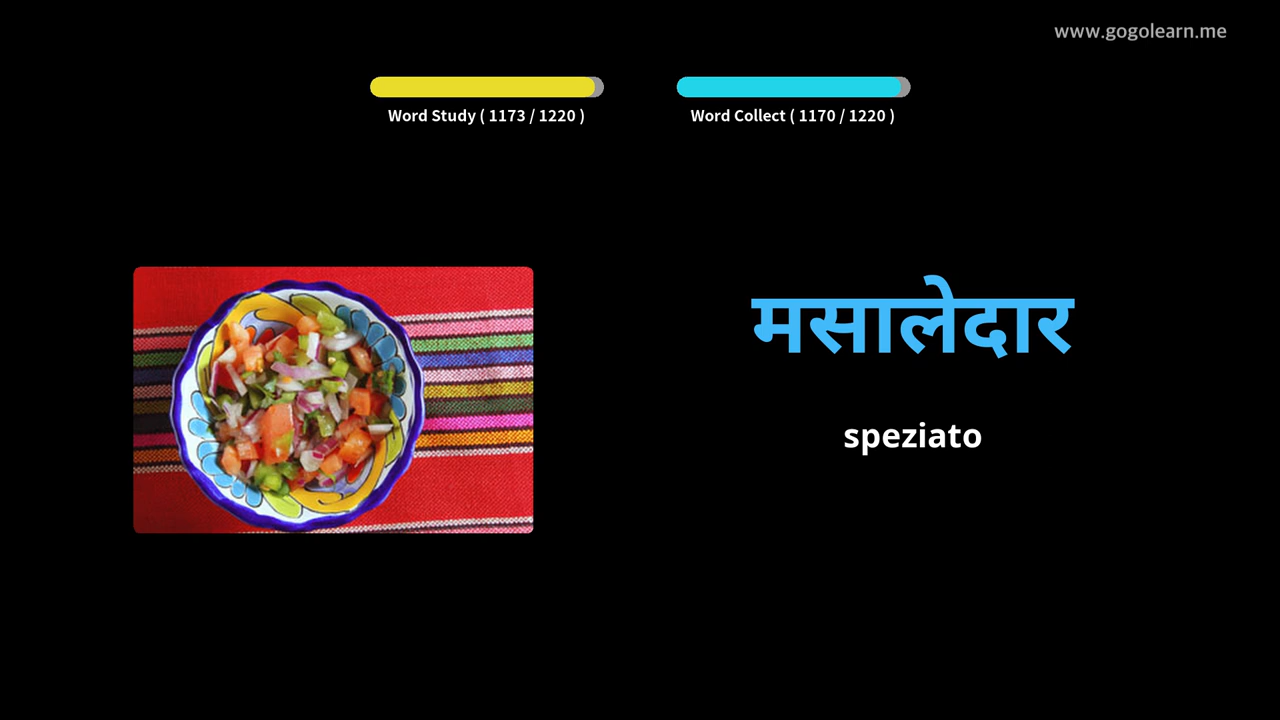 www.gogolearn.me
Word Study ( 1173 / 1220 )
Word Collect ( 1170 / 1220 )
मसालेदार
speziato